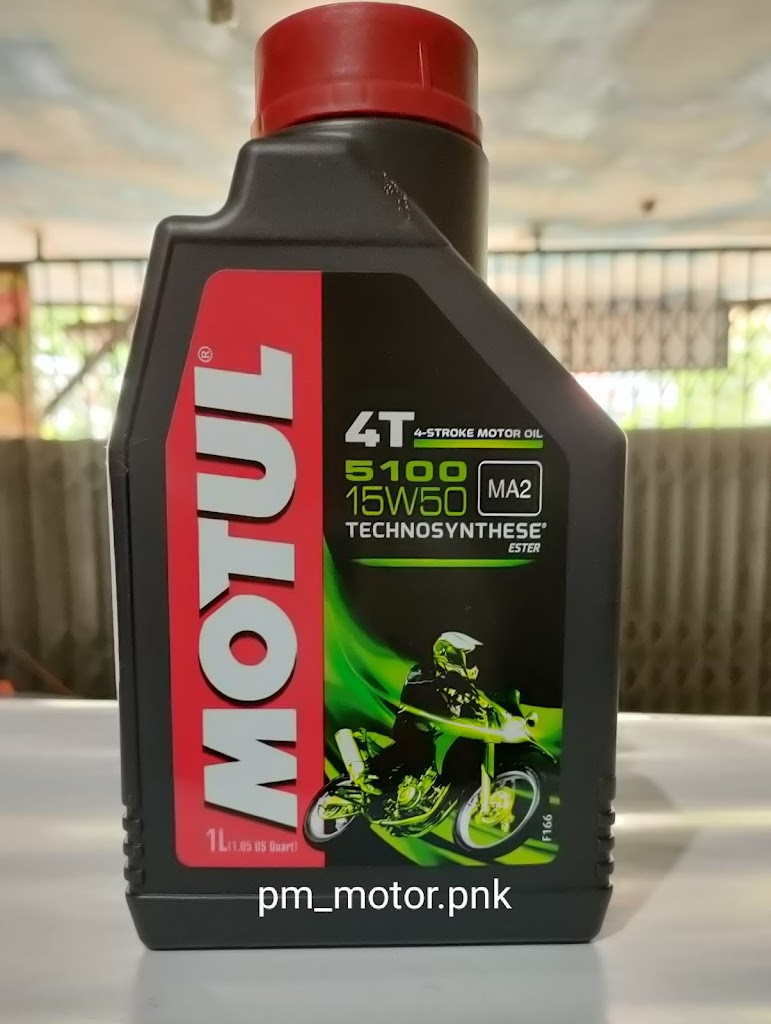 MOTUL®
4T 4-STROKE MOTOR OIL
5100
15W50 MA2
TECHNOSYNTHESE®
ESTER
F166
1L(1.05 US Quart)
pm_motor.pnk